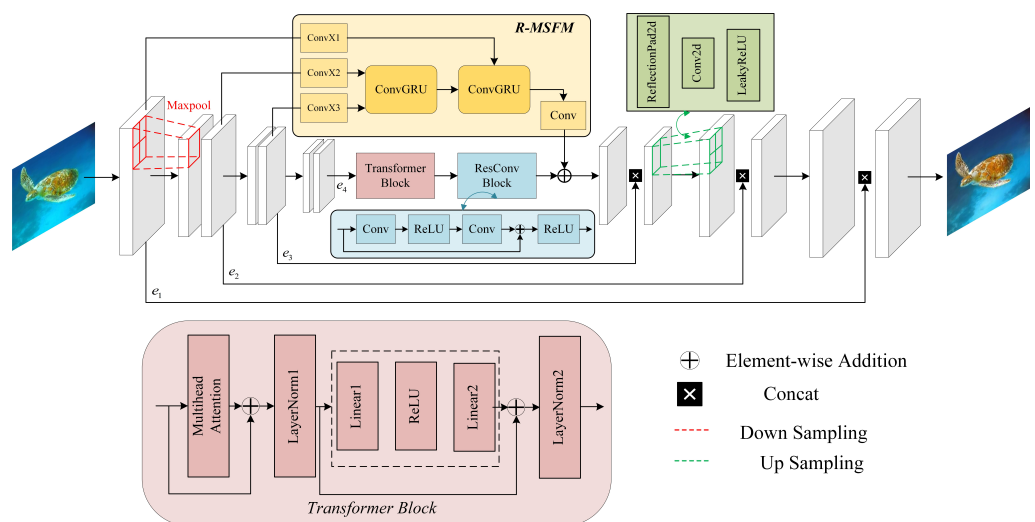 R-MSFM
ConvX1
ConvX2
ConvX3
ConvGRU
ConvGRU
Conv
ReflectionPad2d
Conv2d
LeakyReLU
Maxpool
e4
Transformer
Block
ResConv
Block
Conv
ReLU
Conv
ReLU
e3
e2
e1
Multihead
Attention
LayerNorm1
Linear1
ReLU
Linear2
LayerNorm2
Transformer Block
Element-wise Addition
Concat
Down Sampling
Up Sampling